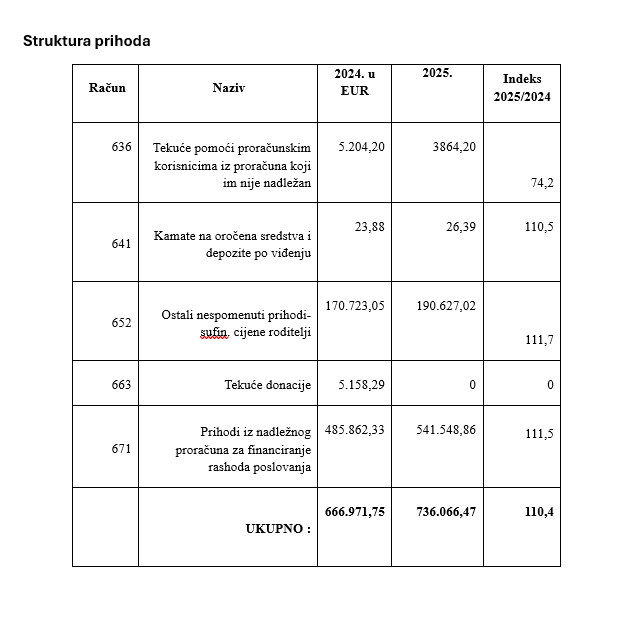 Struktura prihoda
Račun Naziv 2024. u EUR 2025. Indeks 2025/2024
636 Tekuće pomoći proračunskim 5.204,20 3864,20
korisnicima iz proračuna koji
im nije nadležan 74,2
641 Kamate na oročena sredstva i 23,88 26,39 110,5
depozite po viđenju
652 Ostali nespomenuti prihodi- 170.723,05 190.627,02
sufin. cijene roditelji 111,7
663 Tekuće donacije 5.158,29 0 0
671 Prihodi iz nadležnog 485.862,33 541.548,86 111,5
proračuna za financiranje
rashoda poslovanja
UKUPNO : 666.971,75 736.066,47 110,4